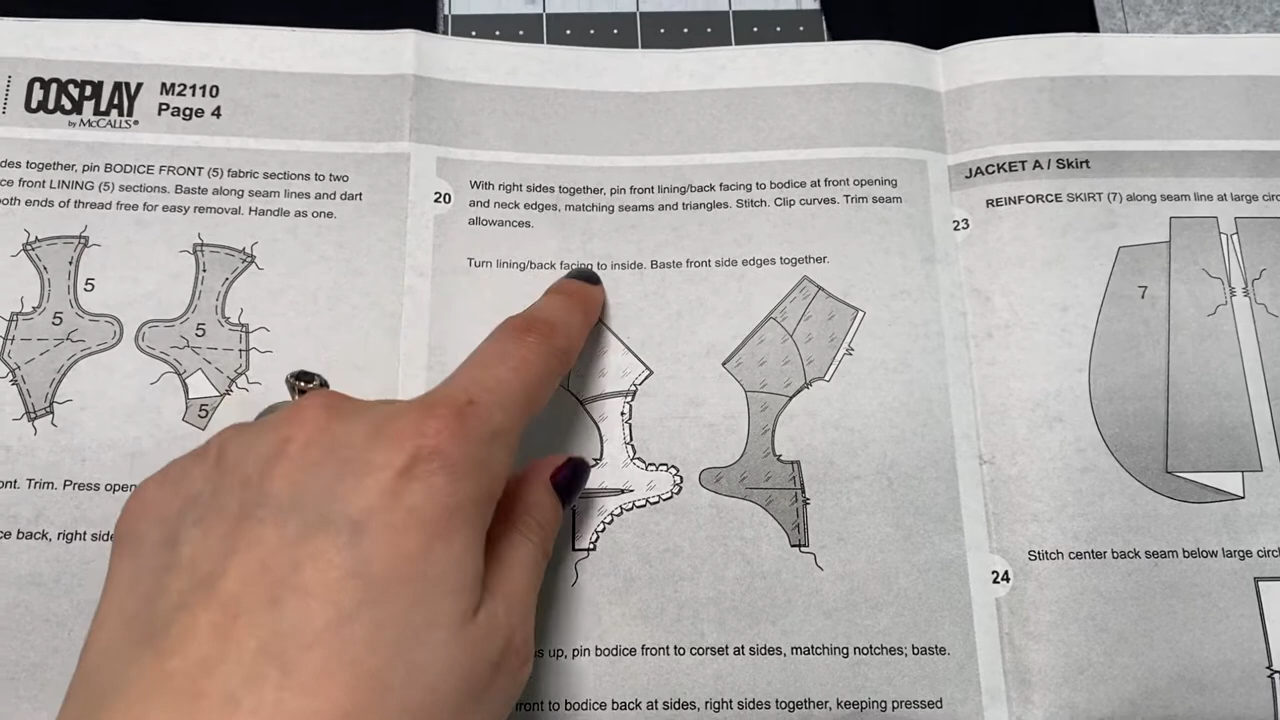 COSPLAY
by McCALLS®
M2110
Page 4
des together, pin BODICE FRONT (5) fabric sections to two
ce front LINING (5) sections. Baste along seam lines and dart
oth ends of thread free for easy removal. Handle as one.
5
5
5
5
ont. Trim. Press open
ce back, right side
20
With right sides together, pin front lining/back facing to bodice at front opening
and neck edges, matching seams and triangles. Stitch. Clip curves. Trim seam
allowances.
Turn lining/back facing to inside. Baste front side edges together.
s up, pin bodice front to corset at sides, matching notches; baste.
front to bodice back at sides, right sides together, keeping pressed
JACKET A / Skirt
23
REINFORCE SKIRT (7) along seam line at large circ
7
24
Stitch center back seam below large circ